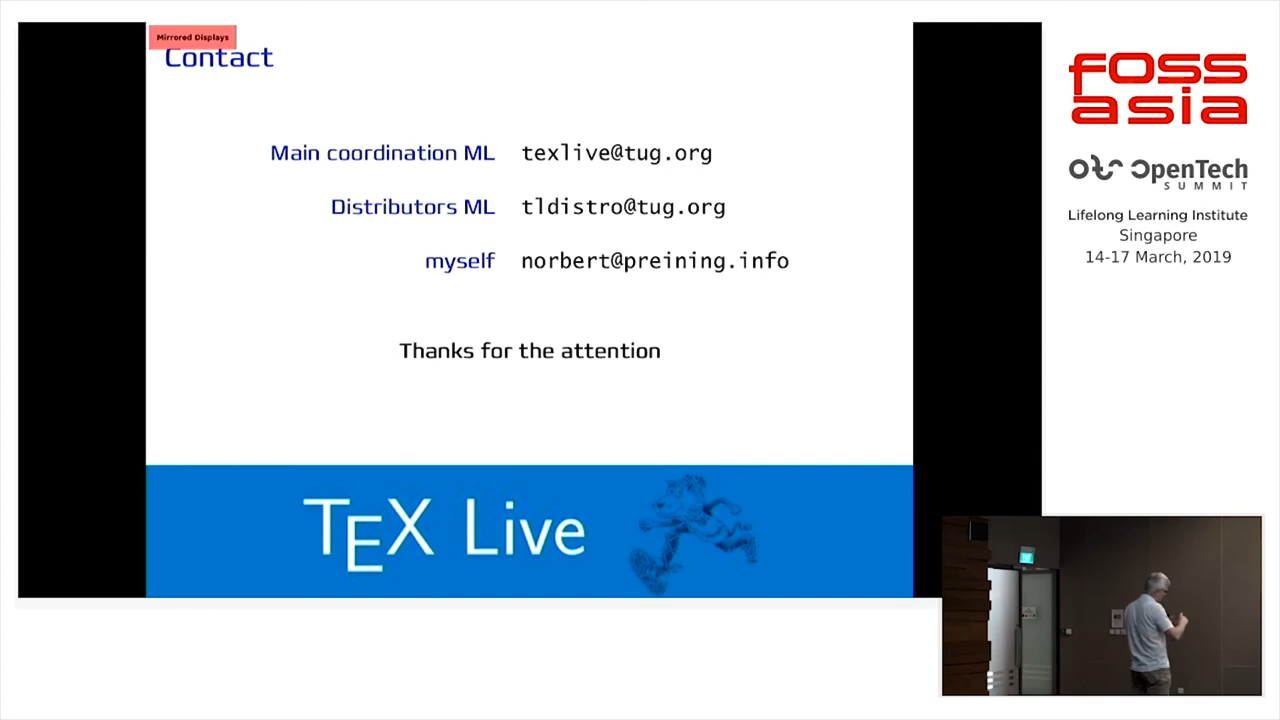 Mirrored Displays
Contact
Main coordination ML texlive@tug.org
Distributors ML tldistro@tug.org
myself norbert@preining.info
Thanks for the attention
TEX Live
fOSS
asia
OpenTech
SUMMIT
Lifelong Learning Institute
Singapore
14-17 March, 2019